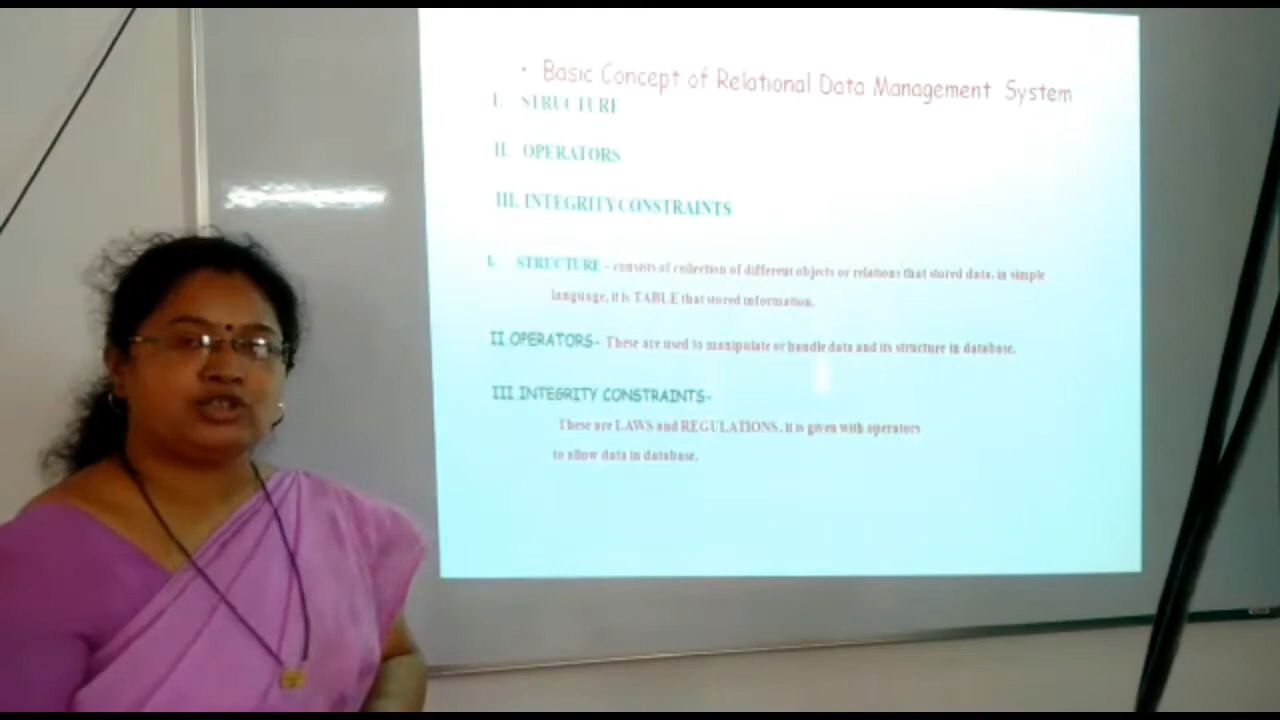 • Basic Concept of Relational Data Management System
I. STRUCTURE
II. OPERATORS
III. INTEGRITY CONSTRAINTS
I. STRUCTURE – consists of collection of different objects or relations that stored data. in simple
language, it is TABLE that stored information.
II OPERATORS- These are used to manipulate or handle data and its structure in database.
III INTEGRITY CONSTRAINTS-
These are LAWS and REGULATIONS. it is given with operators
to allow data in database.